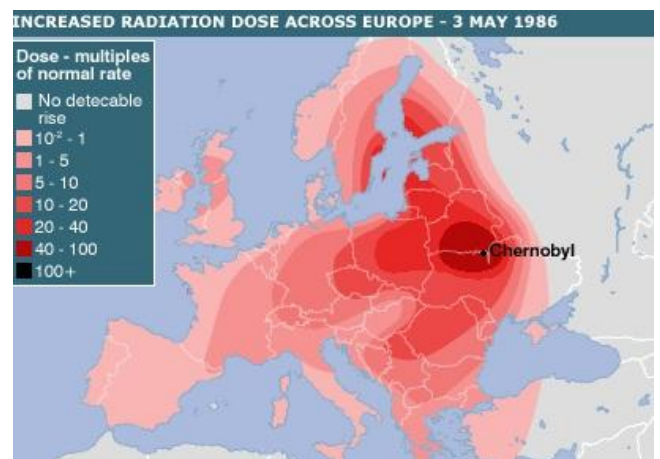 INCREASED RADIATION DOSE ACROSS EUROPE - 3 MAY 1986
Dose - multiples
of normal rate
No detecable
rise
10⁻² - 1
1 - 5
5 - 10
10 - 20
20 - 40
40 - 100
100+
Chernobyl